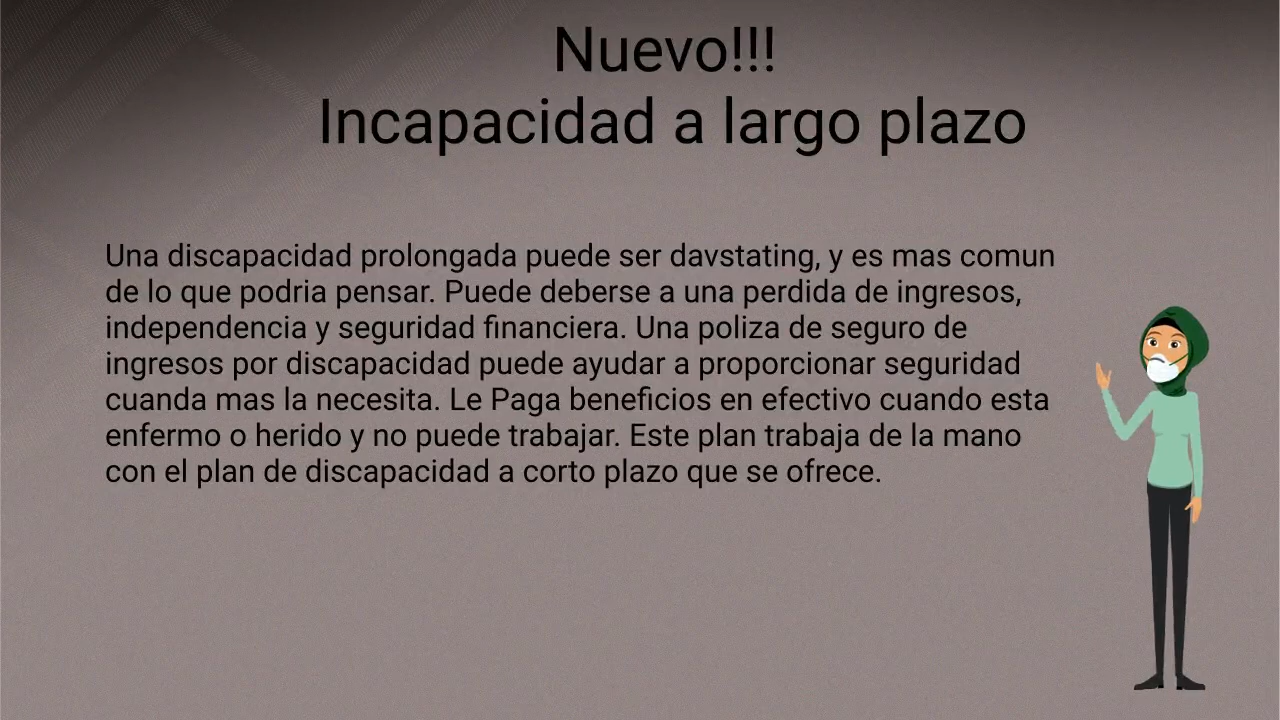 Nuevo!!!
Incapacidad a largo plazo
Una discapacidad prolongada puede ser davstating, y es mas comun
de lo que podria pensar. Puede deberse a una perdida de ingresos,
independencia y seguridad financiera. Una poliza de seguro de
ingresos por discapacidad puede ayudar a proporcionar seguridad
cuanda mas la necesita. Le Paga beneficios en efectivo cuando esta
enfermo o herido y no puede trabajar. Este plan trabaja de la mano
con el plan de discapacidad a corto plazo que se ofrece.